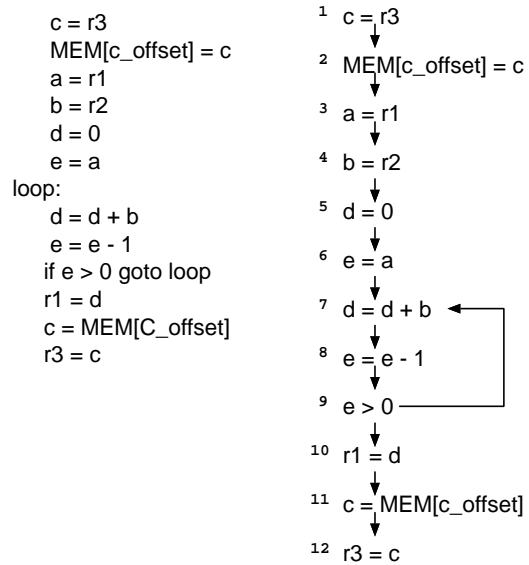 c = r3
MEM[c_offset] = c
a = r1
b = r2
d = 0
e = a
loop:
d = d + b
e = e - 1
if e > 0 goto loop
r1 = d
c = MEM[C_offset]
r3 = c
1 c = r3
2 MEM[c_offset] = c
3 a = r1
4 b = r2
5 d = 0
6 e = a
7 d = d + b
8 e = e - 1
9 e > 0
10 r1 = d
11 c = MEM[c_offset]
12 r3 = c